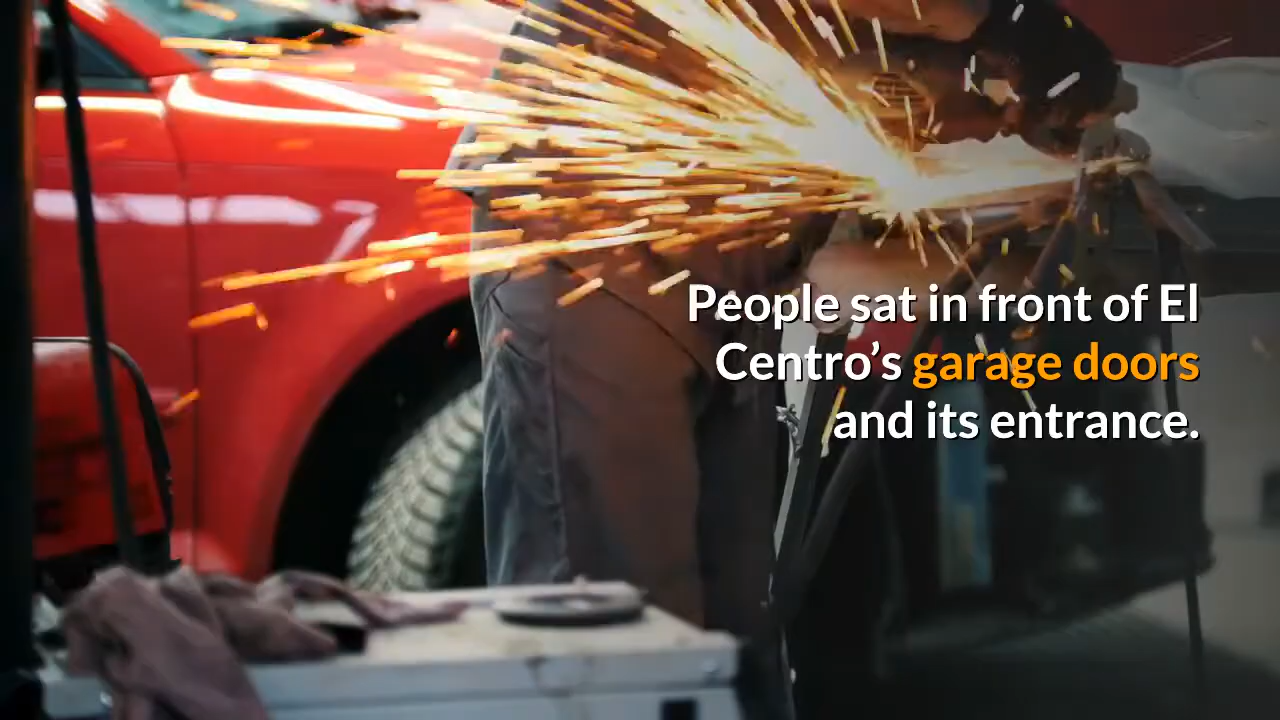 People sat in front of El
Centro’s garage doors
and its entrance.